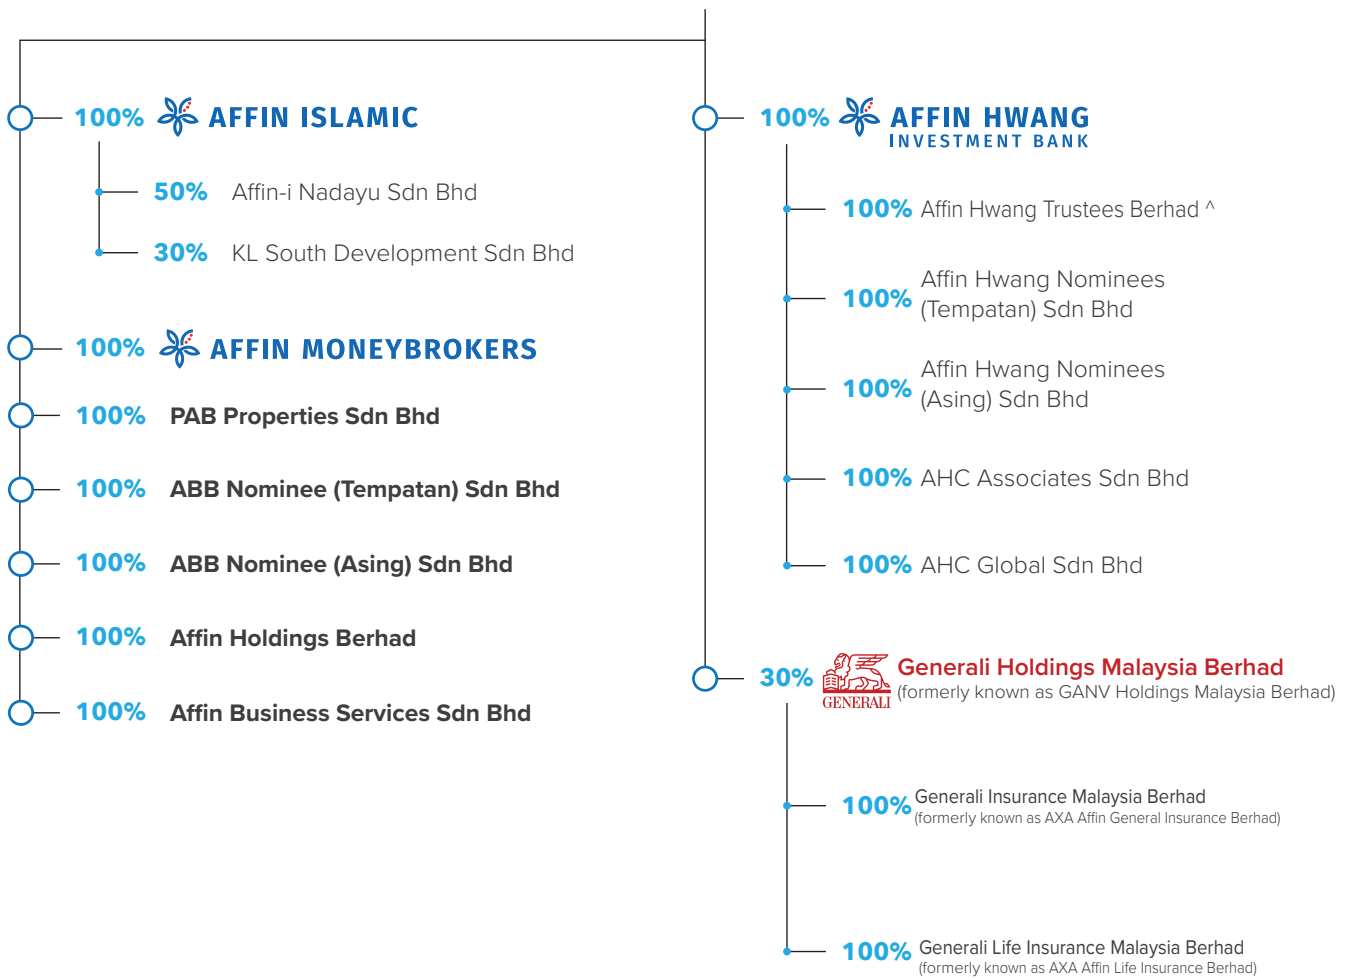 100% AFFIN ISLAMIC
50% Affin-i Nadayu Sdn Bhd
30% KL South Development Sdn Bhd
100% AFFIN MONEYBROKERS
100% PAB Properties Sdn Bhd
100% ABB Nominee (Tempatan) Sdn Bhd
100% ABB Nominee (Asing) Sdn Bhd
100% Affin Holdings Berhad
100% Affin Business Services Sdn Bhd
100% AFFIN HWANG
INVESTMENT BANK
100% Affin Hwang Trustees Berhad ^
100% Affin Hwang Nominees
(Tempatan) Sdn Bhd
100% Affin Hwang Nominees
(Asing) Sdn Bhd
100% AHC Associates Sdn Bhd
100% AHC Global Sdn Bhd
30% GENERALI Generali Holdings Malaysia Berhad
(formerly known as GANV Holdings Malaysia Berhad)
100% Generali Insurance Malaysia Berhad
(formerly known as AXA Affin General Insurance Berhad)
100% Generali Life Insurance Malaysia Berhad
(formerly known as AXA Affin Life Insurance Berhad)